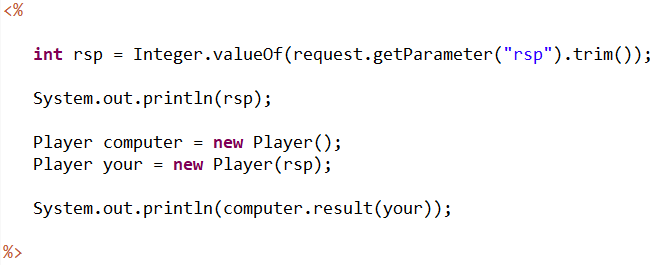 <%
int rsp = Integer.valueOf(request.getParameter("rsp").trim());
System.out.println(rsp);
Player computer = new Player();
Player your = new Player(rsp);
System.out.println(computer.result(your));
%>